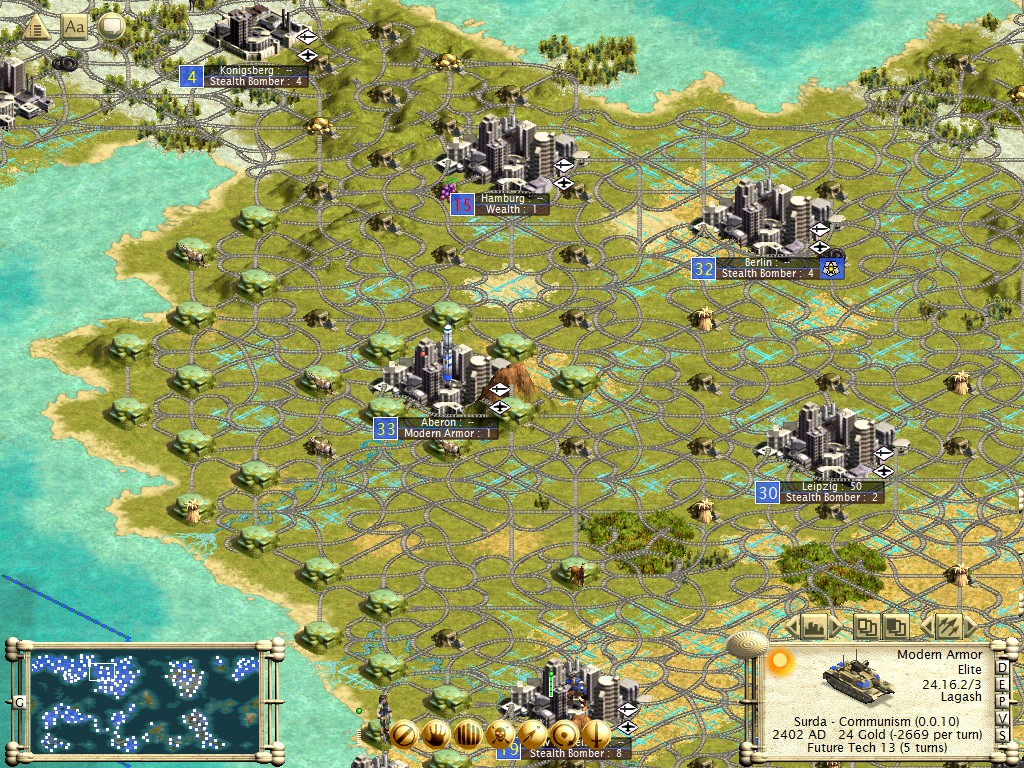 Aa
4
Konigsberg : --
Stealth Bomber : 4
15
Hamburg : --
Wealth : 1
32
Berlin : --
Stealth Bomber : 4
33
Aberon : --
Modern Armor : 1
30
Leipzig : 50
Stealth Bomber : 2
Stealth Bomber : 8
G
Modern Armor
Elite
24.16.2/3
Lagash
Surda - Communism (0.0.10)
2402 AD 24 Gold (-2669 per turn)
Future Tech 13 (5 turns)
D
E
P
V
S